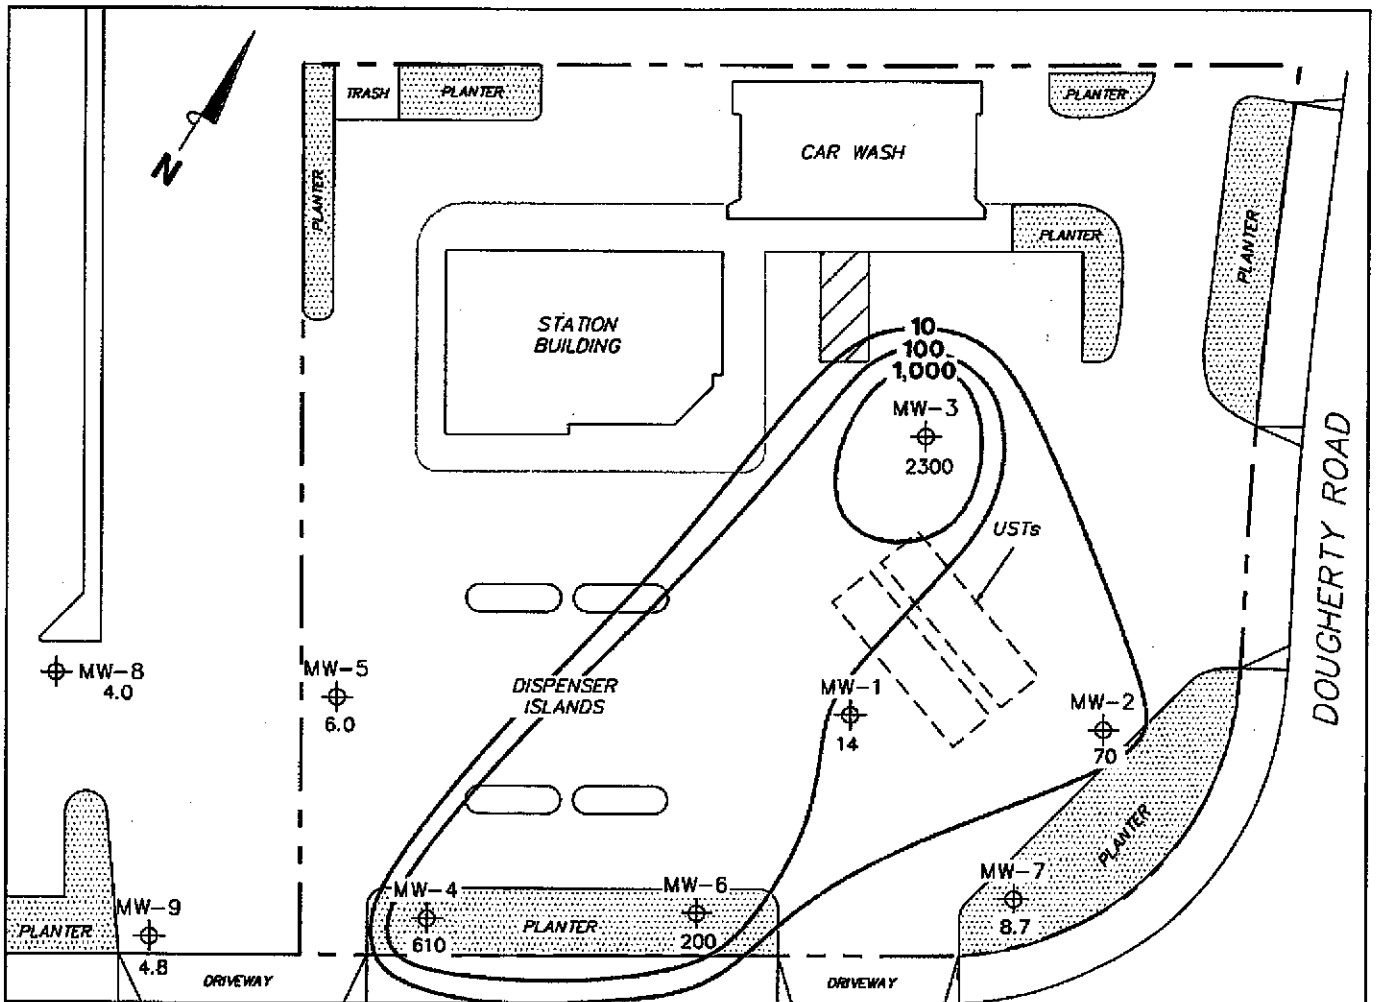 TRASH
PLANTER
PLANTER
CAR WASH
N
PLANTER
PLANTER
PLANTER
PLANTER
STATION
BUILDING
10
100
1,000
MW-3
2300
USTs
DOUGHERTY ROAD
MW-8
4.0
MW-5
6.0
DISPENSER
ISLANDS
MW-1
14
MW-2
70
PLANTER
MW-7
8.7
MW-4
610
MW-6
200
PLANTER
MW-9
4.8
PLANTER
DRIVEWAY
DRIVEWAY